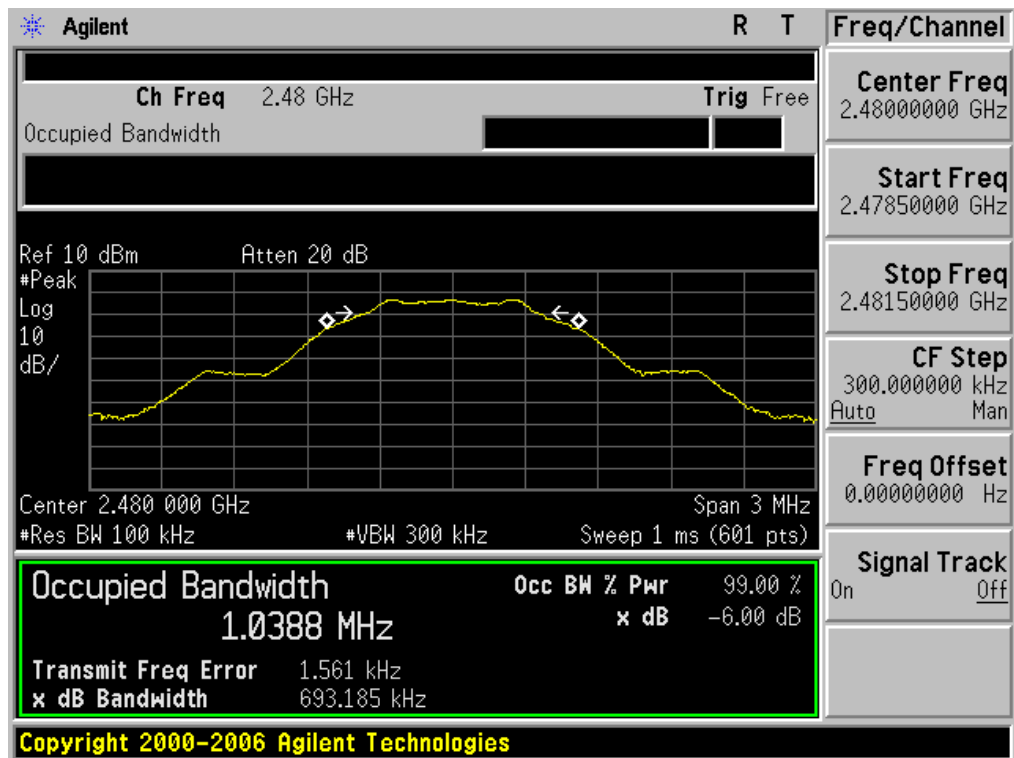 Agilent R T
Ch Freq 2.48 GHz Trig Free
Occupied Bandwidth
Ref 10 dBm Atten 20 dB
#Peak
Log
10
dB/
Center 2.480 000 GHz Span 3 MHz
#Res BW 100 kHz #VBW 300 kHz Sweep 1 ms (601 pts)
Occupied Bandwidth
1.0388 MHz
Occ BW % Pwr 99.00 %
x dB -6.00 dB
Transmit Freq Error 1.561 kHz
x dB Bandwidth 693.185 kHz
Copyright 2000-2006 Agilent Technologies
Freq/Channel
Center Freq
2.48000000 GHz
Start Freq
2.47850000 GHz
Stop Freq
2.48150000 GHz
CF Step
300.000000 kHz
Auto Man
Freq Offset
0.00000000 Hz
Signal Track
On Off